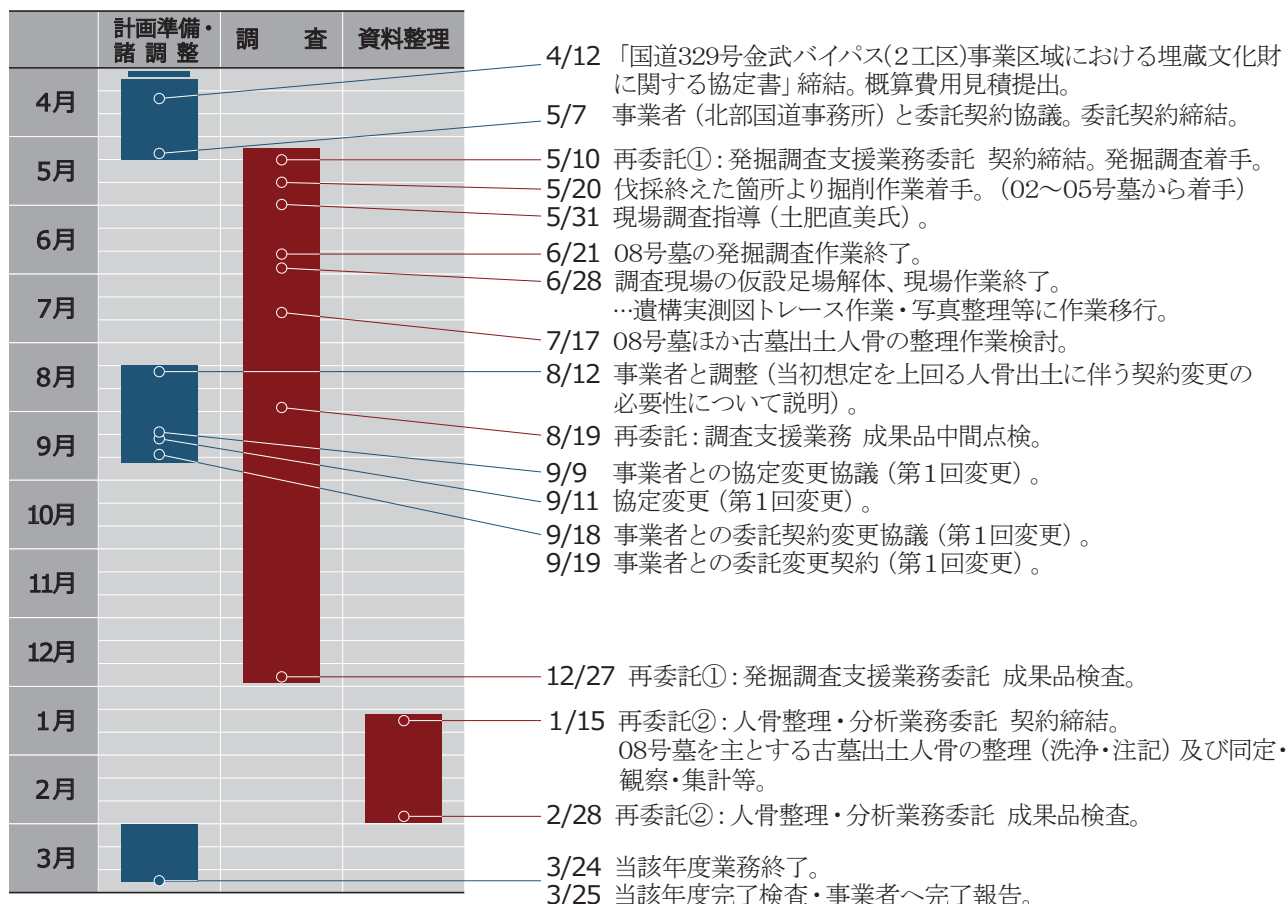 計画準備・
諸調整
調　査
資料整理
4月
5月
6月
7月
8月
9月
10月
11月
12月
1月
2月
3月
4/12 「国道329号金武バイパス(2工区)事業区域における埋蔵文化財
に関する協定書」締結。概算費用見積提出。
5/7 事業者（北部国道事務所）と委託契約協議。委託契約締結。
5/10 再委託①：発掘調査支援業務委託 契約締結。発掘調査着手。
5/20 伐採終えた箇所より掘削作業着手。（02～05号墓から着手）
5/31 現場調査指導（土肥直美氏）。
6/21 08号墓の発掘調査作業終了。
6/28 調査現場の仮設足場解体、現場作業終了。
…遺構実測図トレース作業・写真整理等に作業移行。
7/17 08号墓ほか古墓出土人骨の整理作業検討。
8/12 事業者と調整（当初想定を上回る人骨出土に伴う契約変更の
必要性について説明）。
8/19 再委託：調査支援業務 成果品中間点検。
9/9 事業者との協定変更協議（第1回変更）。
9/11 協定変更（第1回変更）。
9/18 事業者との委託契約変更協議（第1回変更）。
9/19 事業者との委託変更契約（第1回変更）。
12/27 再委託①：発掘調査支援業務委託 成果品検査。
1/15 再委託②：人骨整理・分析業務委託 契約締結。
08号墓を主とする古墓出土人骨の整理（洗浄・注記）及び同定・
観察・集計等。
2/28 再委託②：人骨整理・分析業務委託 成果品検査。
3/24 当該年度業務終了。
3/25 当該年度完了検査・事業者へ完了報告。